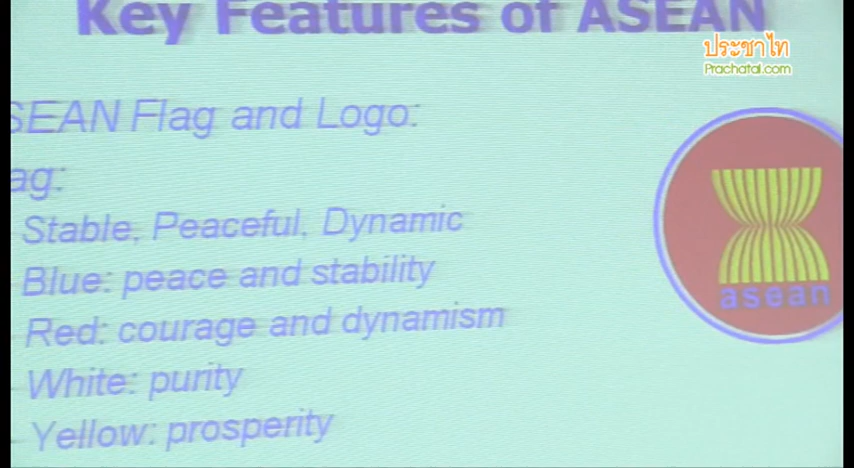 Key Features of ASEAN
ประชาไท
Prachatai.com
SEAN Flag and Logo:
ag:
Stable, Peaceful, Dynamic
Blue: peace and stability
Red: courage and dynamism
White: purity
Yellow: prosperity
asean